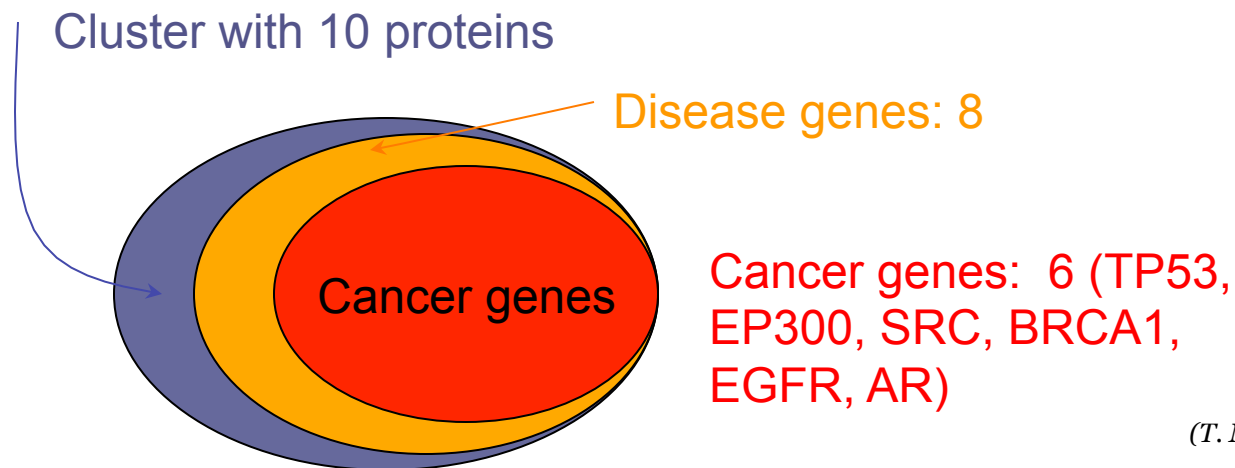 Cluster with 10 proteins
Disease genes: 8
Cancer genes
Cancer genes:  6 (TP53,
EP300, SRC, BRCA1,
EGFR, AR)
(T.